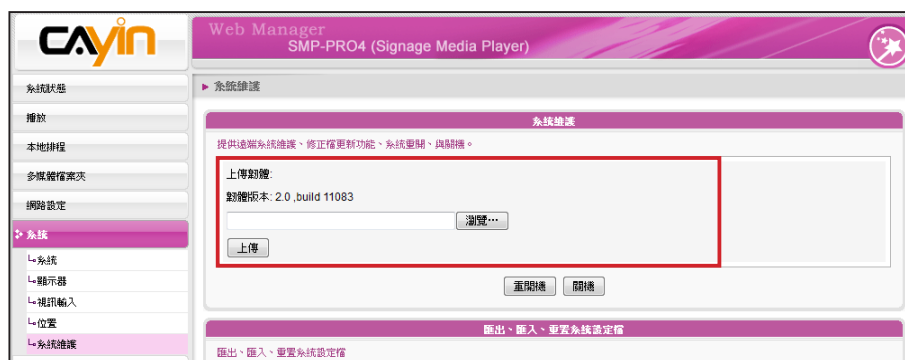 CAYIN
Web Manager
SMP-PRO4 (Signage Media Player)
系統狀態
播放
本地排程
多媒體檔案夾
網路設定
系統
系統
顯示器
視訊輸入
位置
系統維護
系統維護
系統維護
提供遠端系統維護、修正檔更新功能、系統重開、與關機。
上傳韌體:
韌體版本: 2.0 ,build 11083
瀏覽…
上傳
重開機
關機
匯出、匯入、重置系統設定檔
匯出、匯入、重置系統設定檔